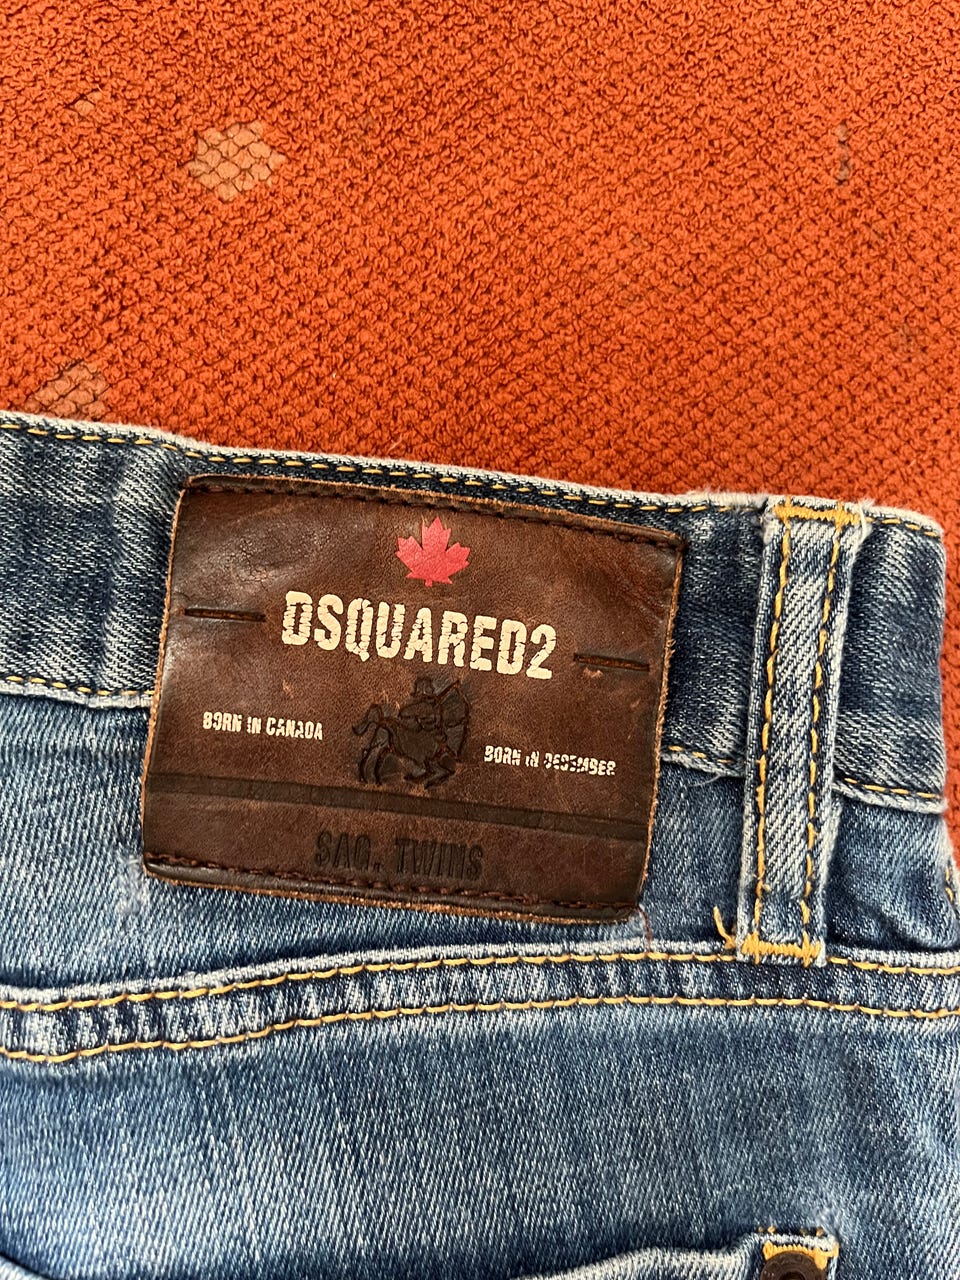 DSQUARED2
BORN IN CANADA
BORN IN DECEMBER
SAG. TWINS